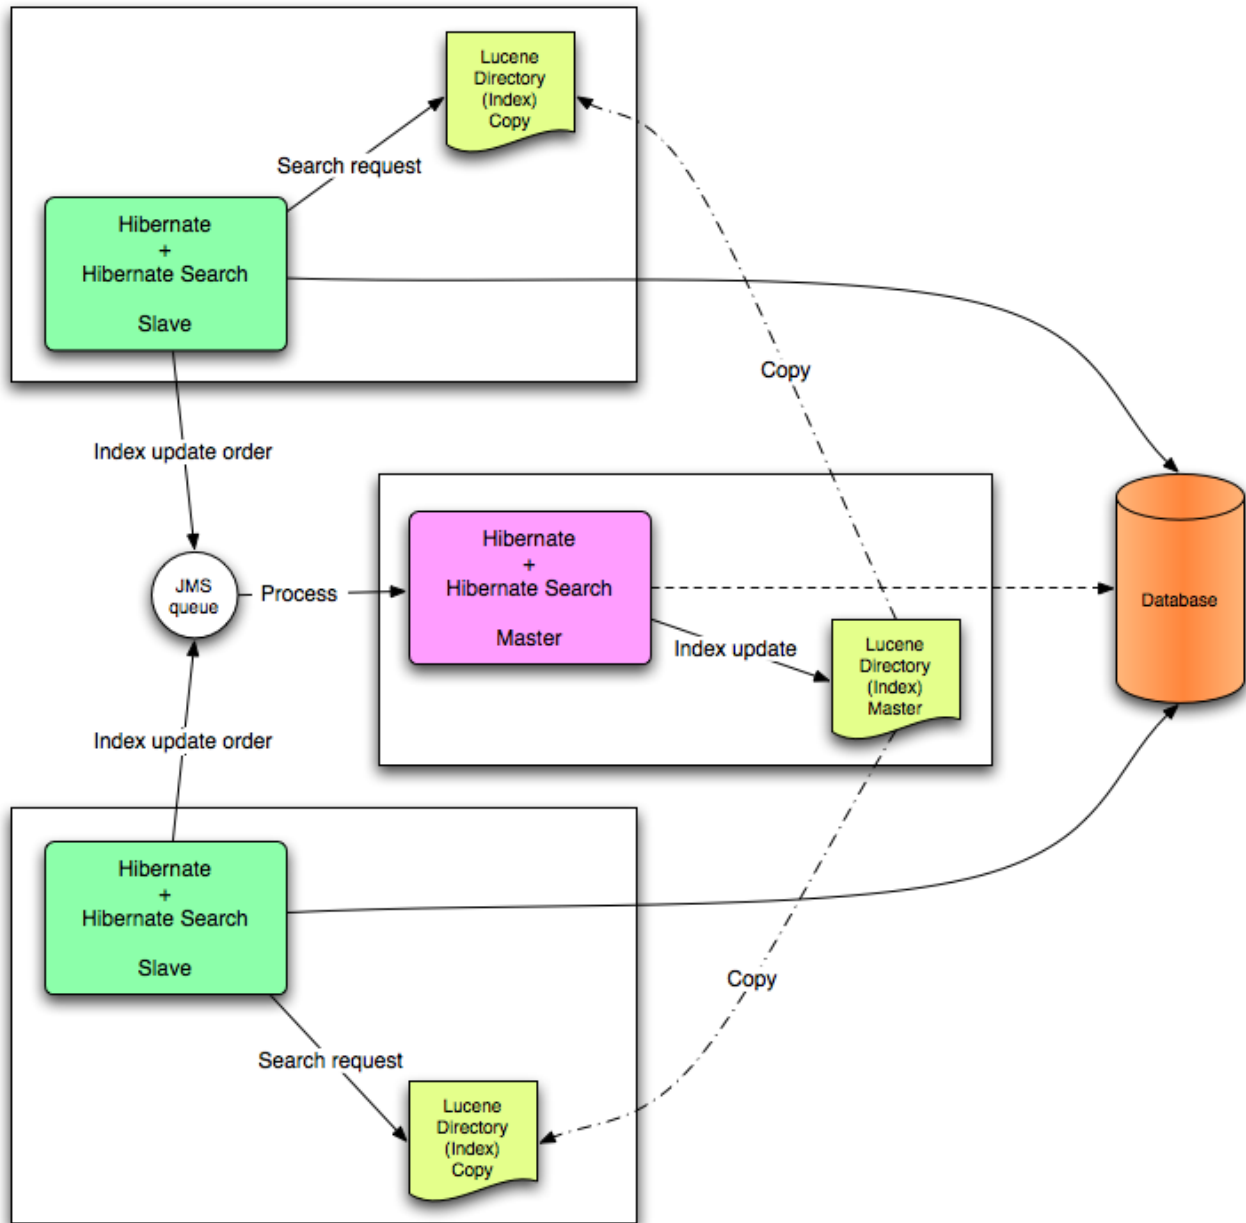 Lucene
Directory
(Index)
Copy
Search request
Hibernate
+
Hibernate Search
Slave
Copy
Index update order
Hibernate
+
Hibernate Search
Master
JMS
queue
Process
Database
Index update
Lucene
Directory
(Index)
Master
Index update order
Hibernate
+
Hibernate Search
Slave
Copy
Search request
Lucene
Directory
(Index)
Copy